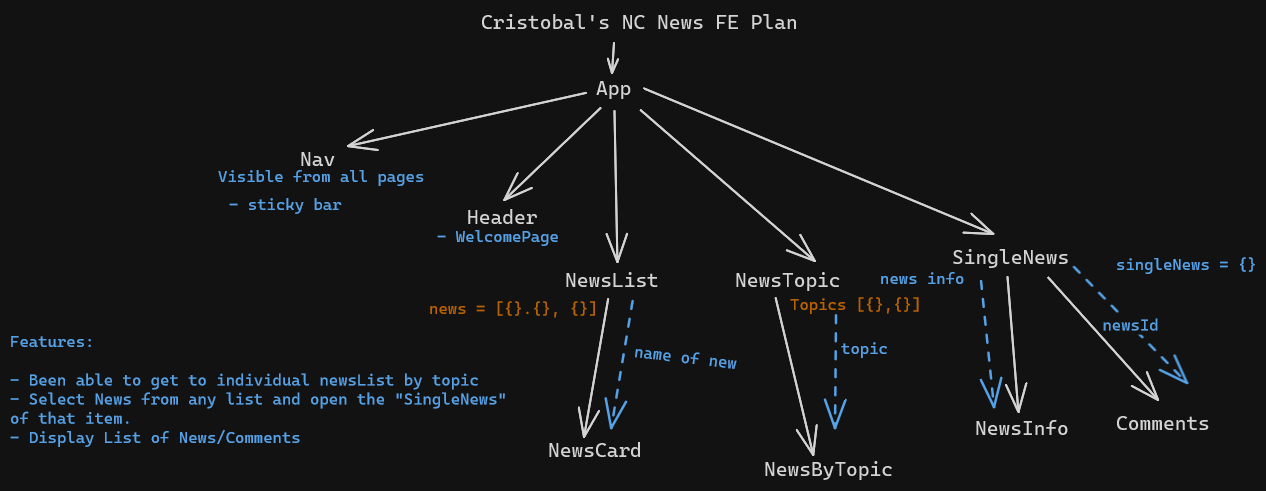 Cristobal's NC News FE Plan
App
Nav
Visible from all pages
- sticky bar
Header
- WelcomePage
NewsList
news = [{}.{}, {}]
name of new
NewsCard
NewsTopic
Topics [{},{}]
topic
NewsByTopic
SingleNews
singleNews = {}
news info
newsId
NewsInfo
Comments
Features:
- Been able to get to individual newsList by topic
- Select News from any list and open the "SingleNews"
of that item.
- Display List of News/Comments